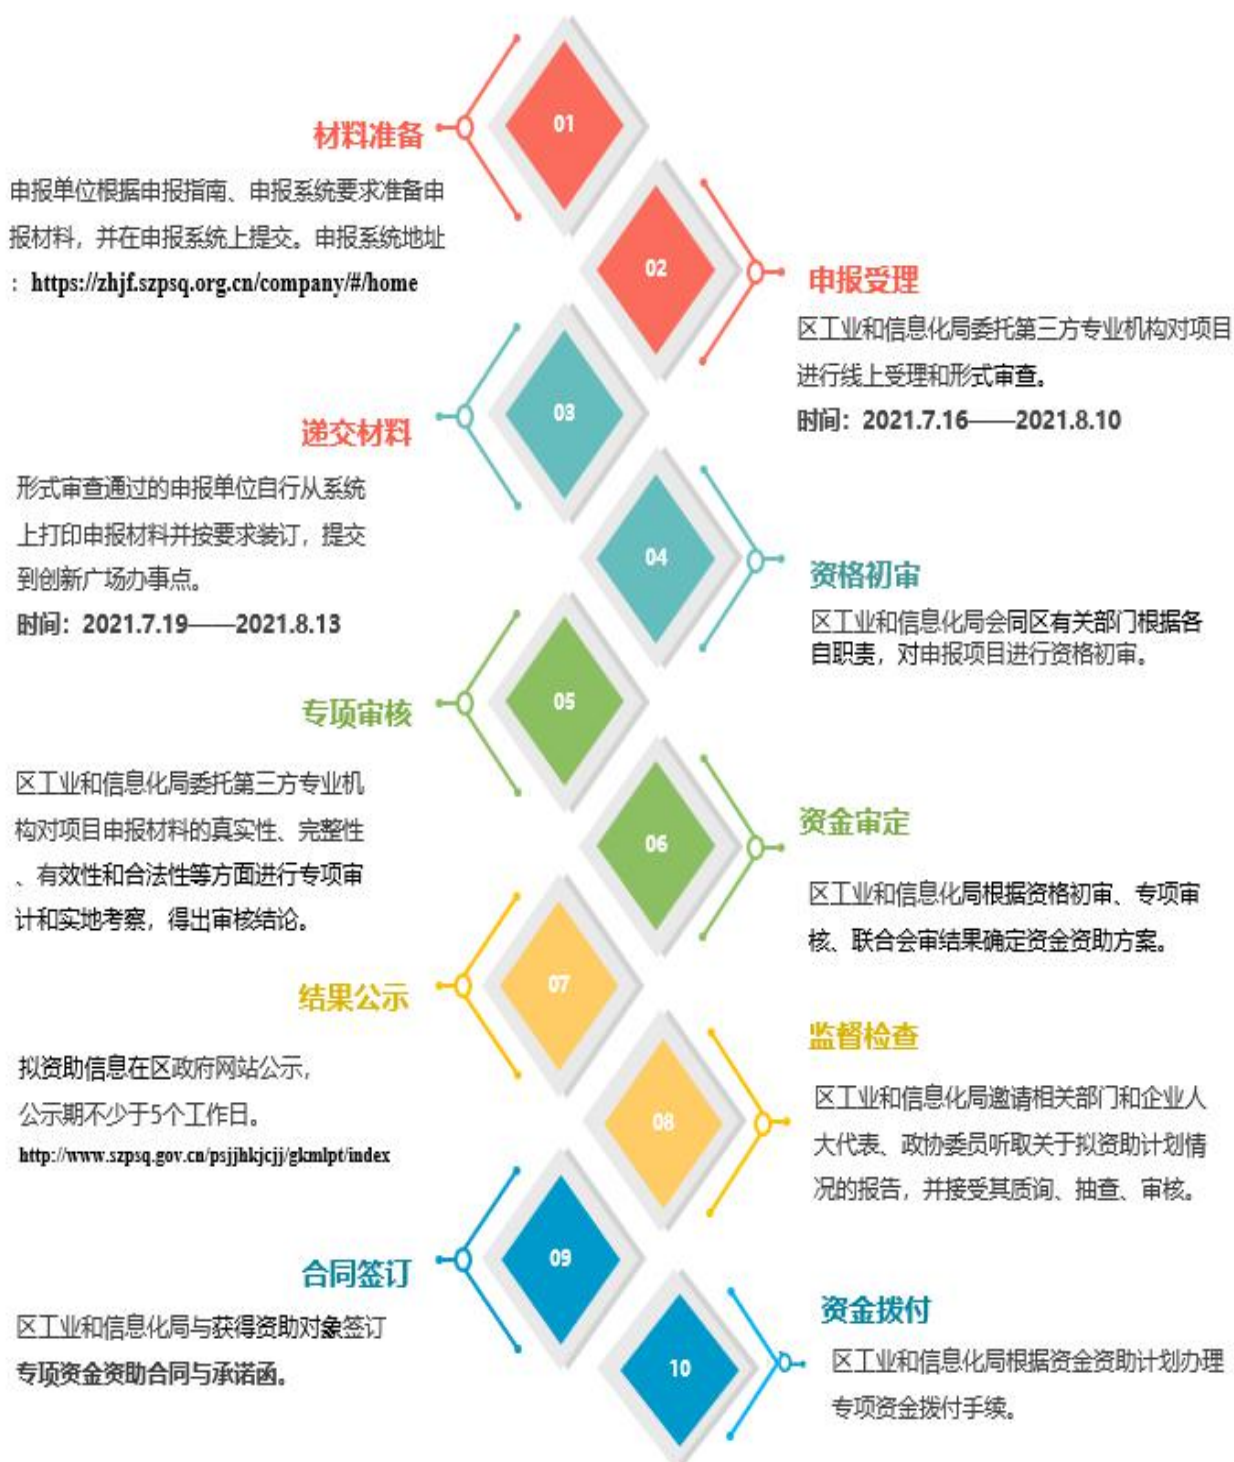 01
材料准备
申报单位根据申报指南、申报系统要求准备申
报材料，并在申报系统上提交。申报系统地址
：https://zhjf.szpsq.org.cn/company/#/home
02
申报受理
区工业和信息化局委托第三方专业机构对项目
进行线上受理和形式审查。
时间：2021.7.16——2021.8.10
03
递交材料
形式审查通过的申报单位自行从系统
上打印申报材料并按要求装订，提交
到创新广场办事点。
时间：2021.7.19——2021.8.13
04
资格初审
区工业和信息化局会同区有关部门根据各
自职责，对申报项目进行资格初审。
05
专项审核
区工业和信息化局委托第三方专业机
构对项目申报材料的真实性、完整性
、有效性和合法性等方面进行专项审
计和实地考察，得出审核结论。
06
资金审定
区工业和信息化局根据资格初审、专项审
核、联合会审结果确定资金资助方案。
07
结果公示
拟资助信息在区政府网站公示，
公示期不少于5个工作日。
http://www.szpsq.gov.cn/psjjhkjcjj/gkmlpt/index
08
监督检查
区工业和信息化局邀请相关部门和企业人
大代表、政协委员听取关于拟资助计划情
况的报告，并接受其质询、抽查、审核。
09
合同签订
区工业和信息化局与获得资助对象签订
专项资金资助合同与承诺函。
10
资金拨付
区工业和信息化局根据资金资助计划办理
专项资金拨付手续。